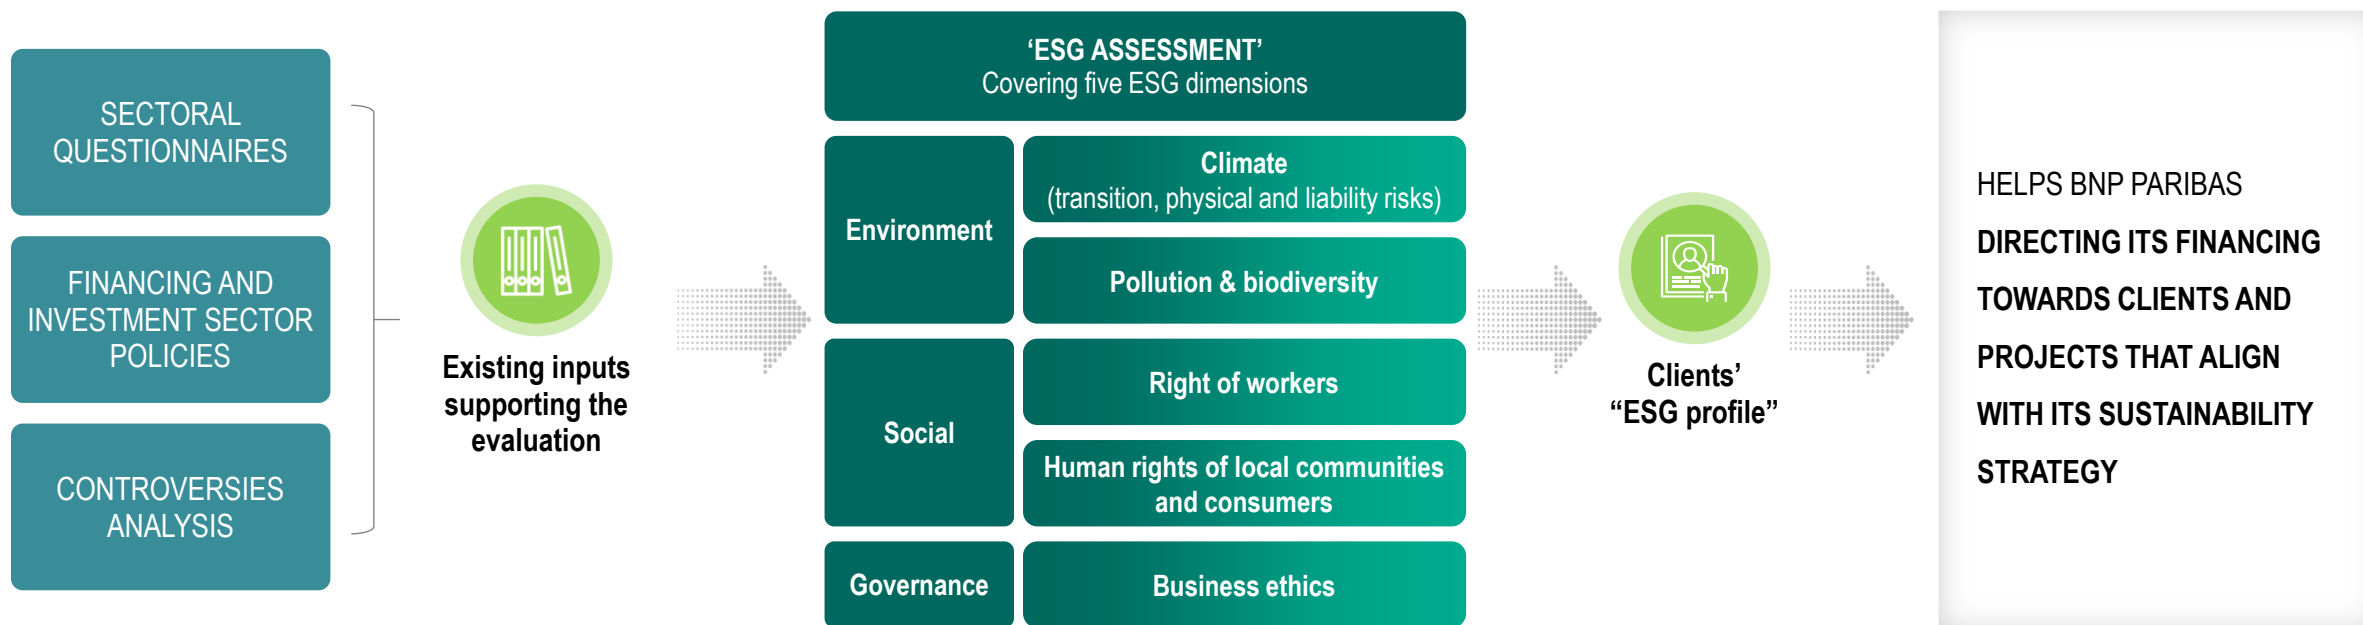 SECTORAL
QUESTIONNAIRES
FINANCING AND
INVESTMENT SECTOR
POLICIES
CONTROVERSIES
ANALYSIS
Existing inputs
supporting the
evaluation
‘ESG ASSESSMENT’
Covering five ESG dimensions
Environment
Climate
(transition, physical and liability risks)
Pollution & biodiversity
Social
Right of workers
Human rights of local communities
and consumers
Governance
Business ethics
Clients’
“ESG profile”
HELPS BNP PARIBAS
DIRECTING ITS FINANCING
TOWARDS CLIENTS AND
PROJECTS THAT ALIGN
WITH ITS SUSTAINABILITY
STRATEGY